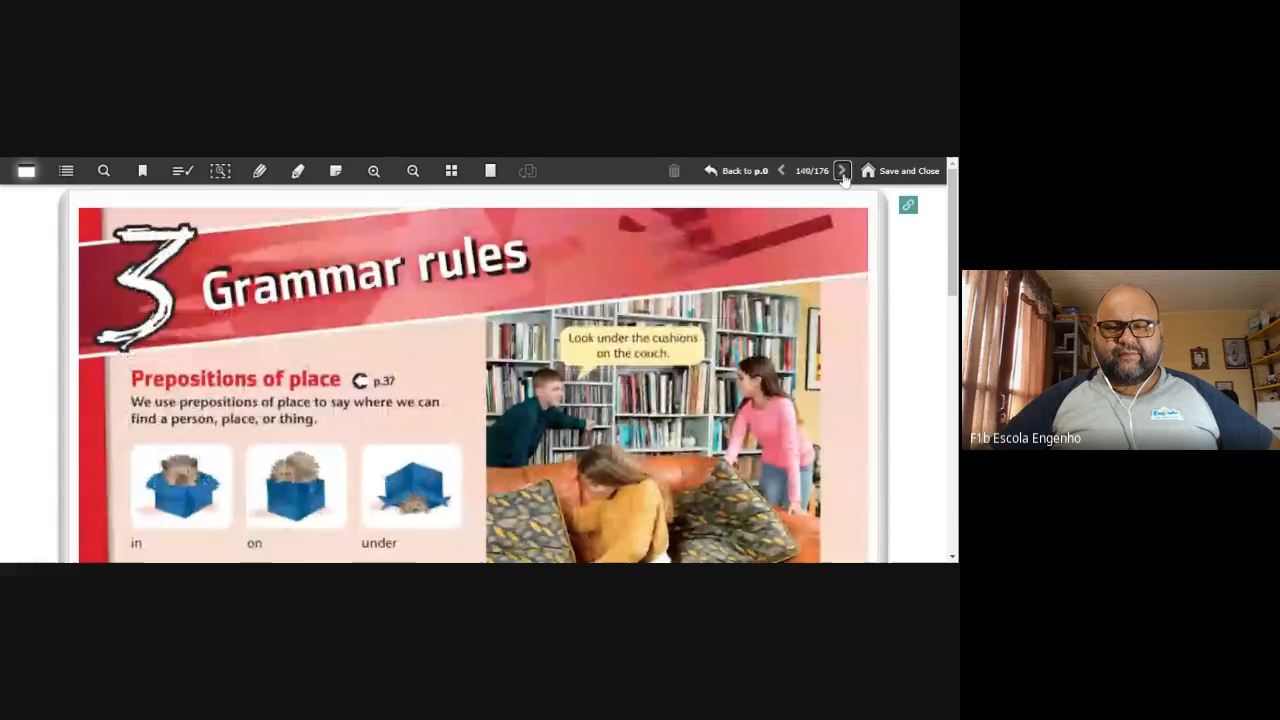 Back to p.0
149/176
Save and Close
3 Grammar rules
Look under the cushions
on the couch.
Prepositions of place C p.37
We use prepositions of place to say where we can
find a person, place, or thing.
in
on
under
F1b Escola Engenho